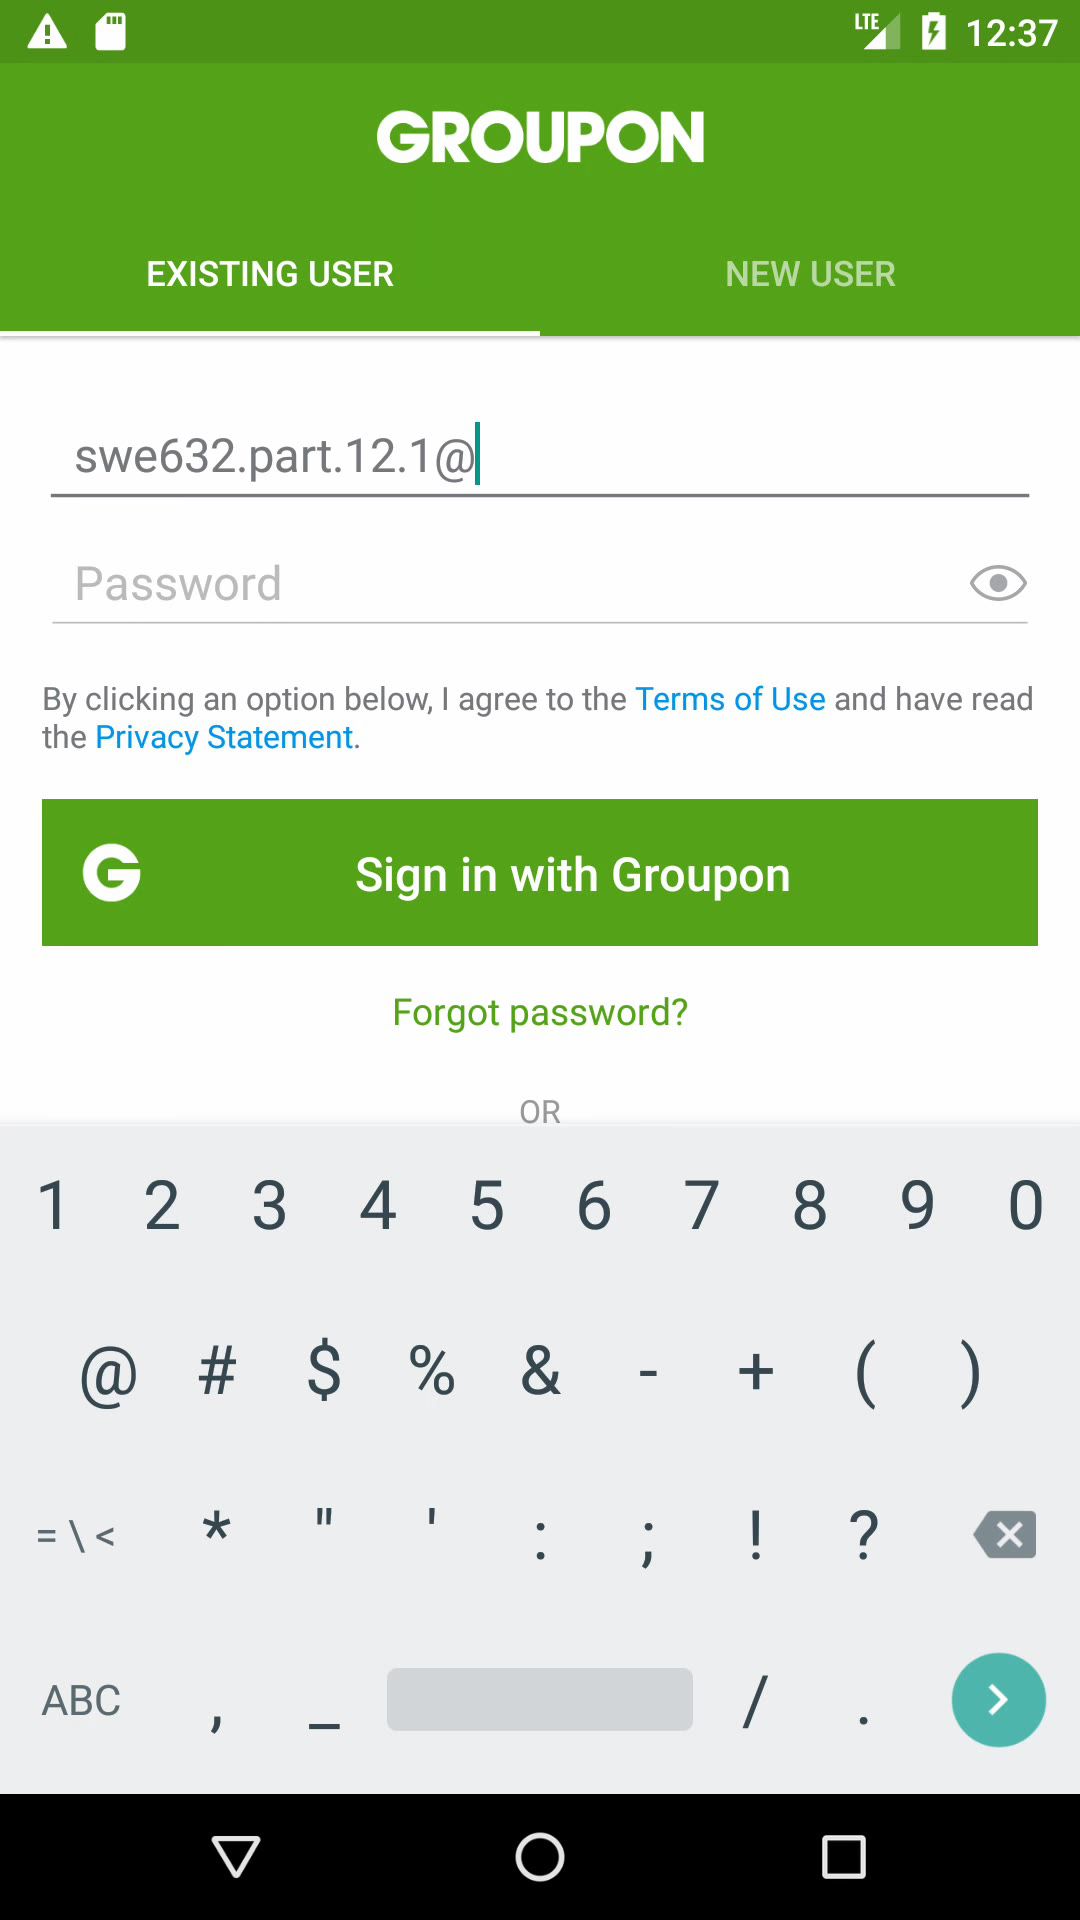 LTE 12:37
GROUPON
EXISTING USER NEW USER
swe632.part.12.1@
Password
By clicking an option below, I agree to the Terms of Use and have read
the Privacy Statement.
G Sign in with Groupon
Forgot password?
OR
1 2 3 4 5 6 7 8 9 0
@ # $ % & - + ( )
= \ < * " ' : ; ! ?
ABC , _ / .